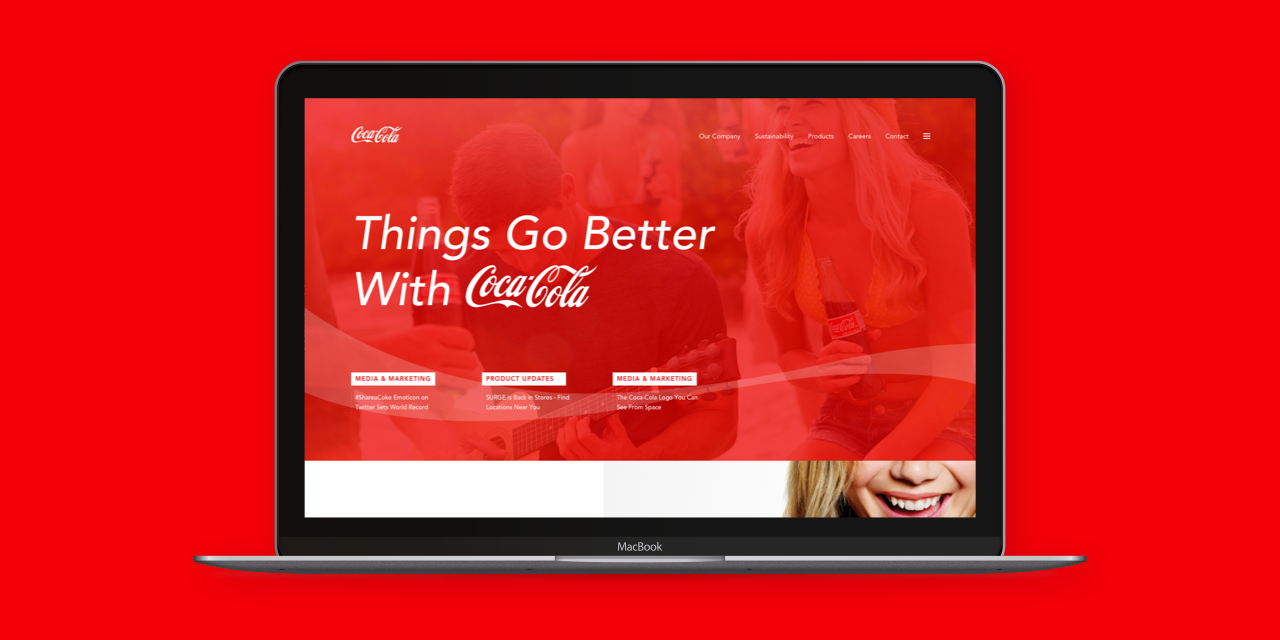 Coca-Cola
Our Company Sustainability Products Careers Contact
Things Go Better
With Coca-Cola
MEDIA & MARKETING
#ShareaCoke Emoticon on
Twitter Sets World Record
PRODUCT UPDATES
SURGE is Back in Stores - Find
Locations Near You
MEDIA & MARKETING
The Coca-Cola Logo You Can
See From Space
Coca-Cola
MacBook